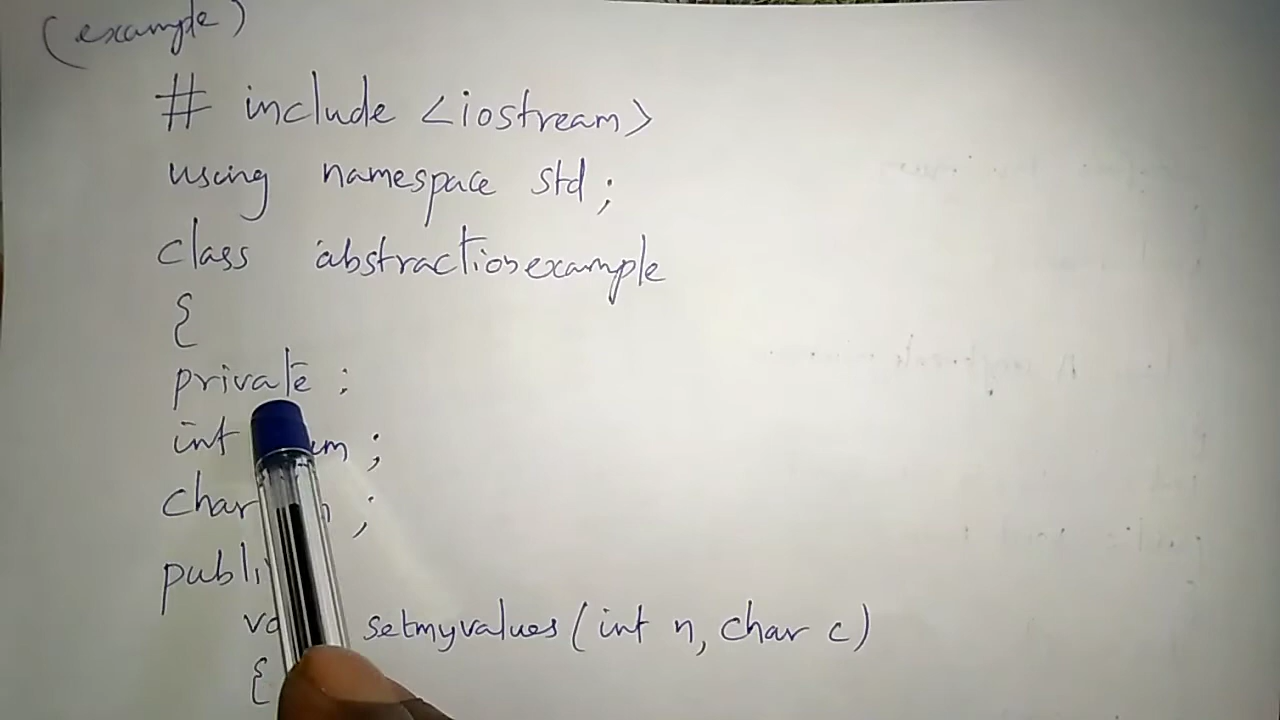 (example)
# include <iostream>
using namespace std ;
class abstractionexample
{
private :
int ;
char ;
setmyvalues (int n, char c)
{